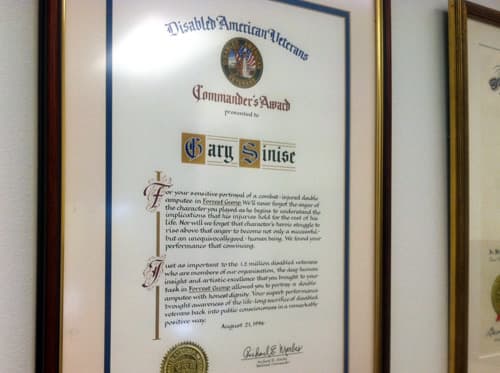 Disabled American Veterans
Commander's Award
presented to
Gary Sinise
For your sensitive portrayal of a combat-injured double
amputee in Forrest Gump. We'll never forget the anger of
the character you played as he begins to understand the
implications that his injuries hold for the rest of his
life. Nor will we forget that character's heroic struggle to
rise above that anger to become not only a successful-
but an unequivocally good-human being. We found your
performance that convincing.
Just as important to the 1.2 million disabled veterans
who are members of our organization, the deep human
insight and artistic excellence that you brought to your
task in Forrest Gump allowed you to portray a double
amputee with honest dignity. Your superb performance
brought awareness of the life-long sacrifice of disabled
veterans back into public consciousness in a remarkably
positive way.
August 21, 1994
Richard E. Marbes
National Commander